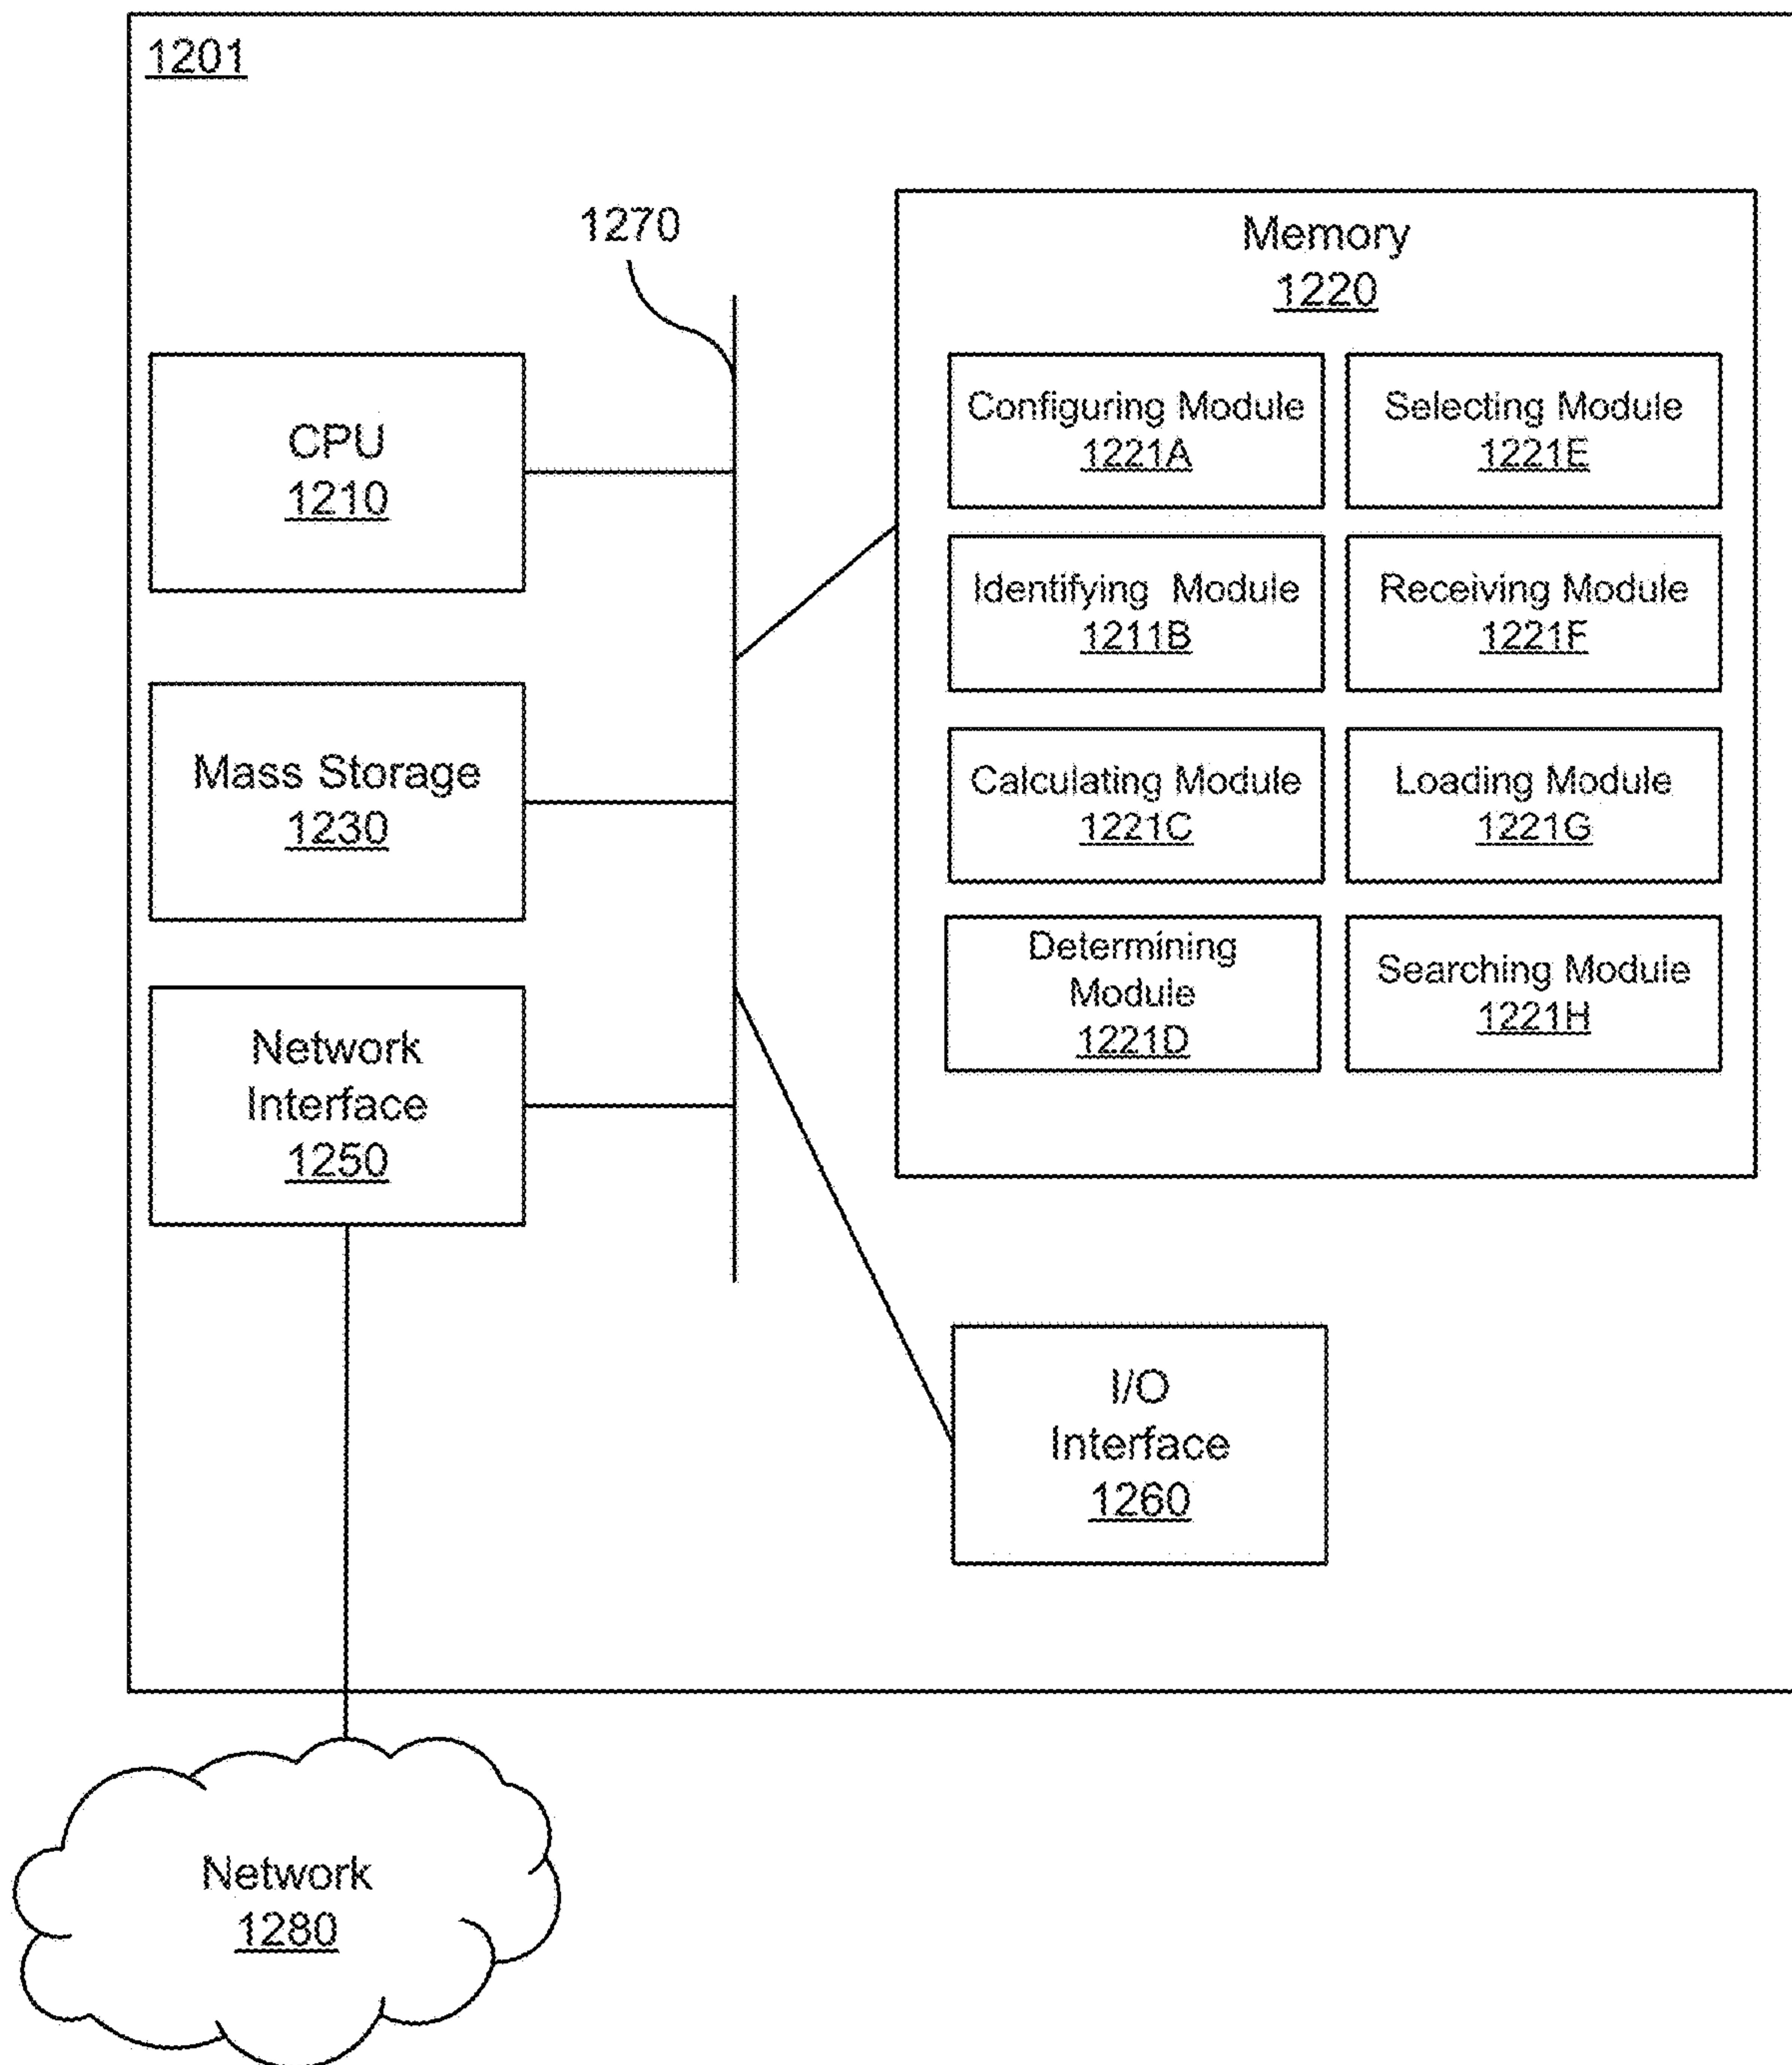 1201
1270
Memory
1220
CPU
1210
Configuring Module
1221A
Selecting Module
1221E
Identifying Module
1211B
Receiving Module
1221F
Mass Storage
1230
Calculating Module
1221C
Loading Module
1221G
Determining
Module
1221D
Searching Module
1221H
Network
Interface
1250
I/O
Interface
1260
Network
1280